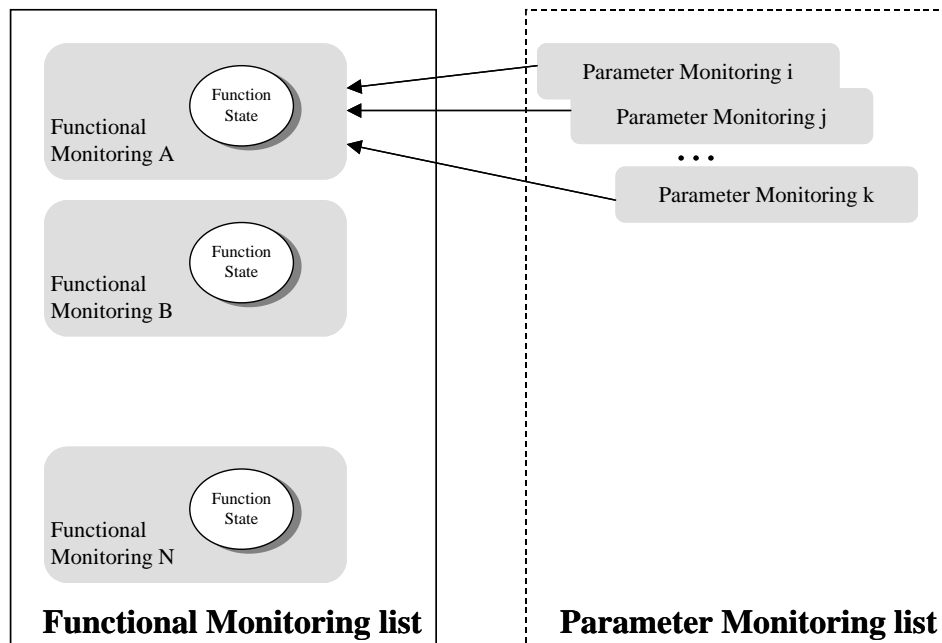 Function
State
Functional
Monitoring A
Function
State
Functional
Monitoring B
Function
State
Functional
Monitoring N
Functional Monitoring list
Parameter Monitoring i
Parameter Monitoring j
...
Parameter Monitoring k
Parameter Monitoring list